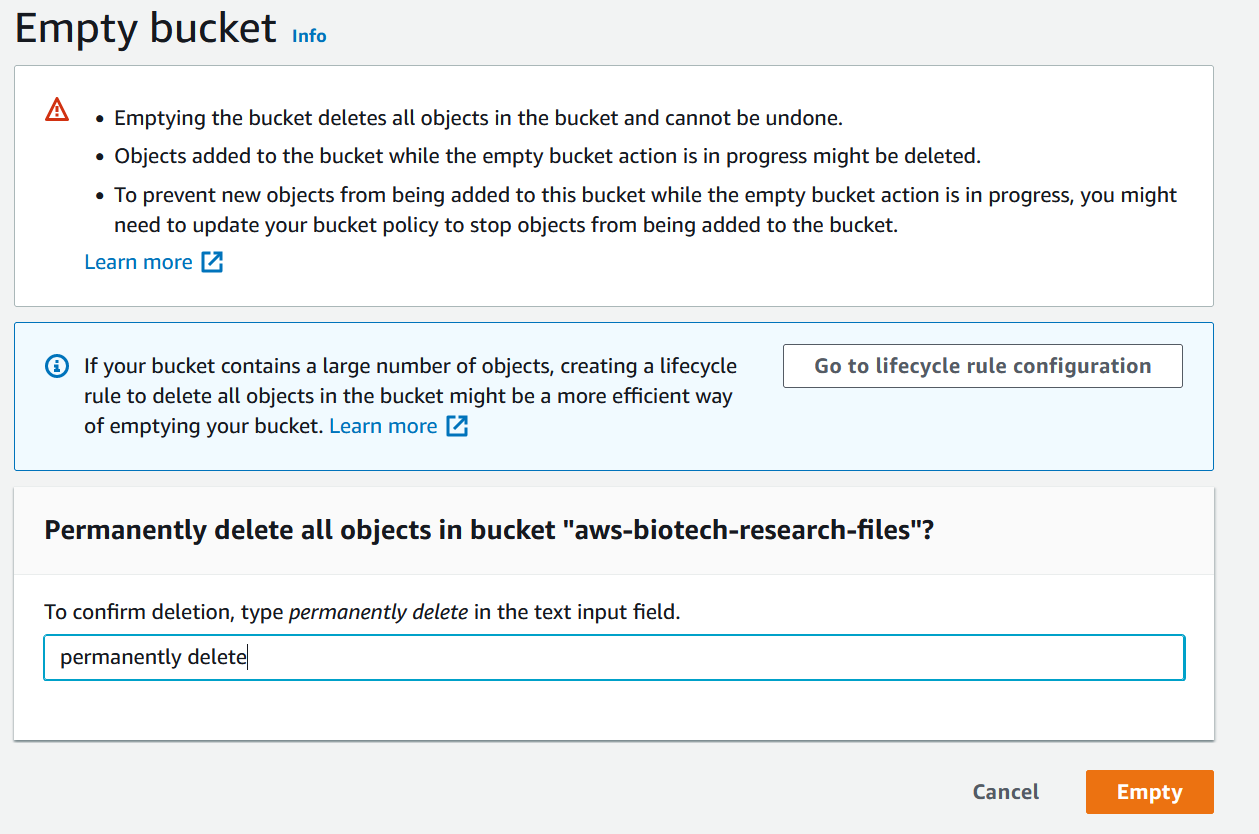 Empty bucket Info
• Emptying the bucket deletes all objects in the bucket and cannot be undone.
• Objects added to the bucket while the empty bucket action is in progress might be deleted.
• To prevent new objects from being added to this bucket while the empty bucket action is in progress, you might
need to update your bucket policy to stop objects from being added to the bucket.
Learn more
If your bucket contains a large number of objects, creating a lifecycle
rule to delete all objects in the bucket might be a more efficient way
of emptying your bucket. Learn more
Go to lifecycle rule configuration
Permanently delete all objects in bucket "aws-biotech-research-files"?
To confirm deletion, type permanently delete in the text input field.
permanently delete
Cancel
Empty